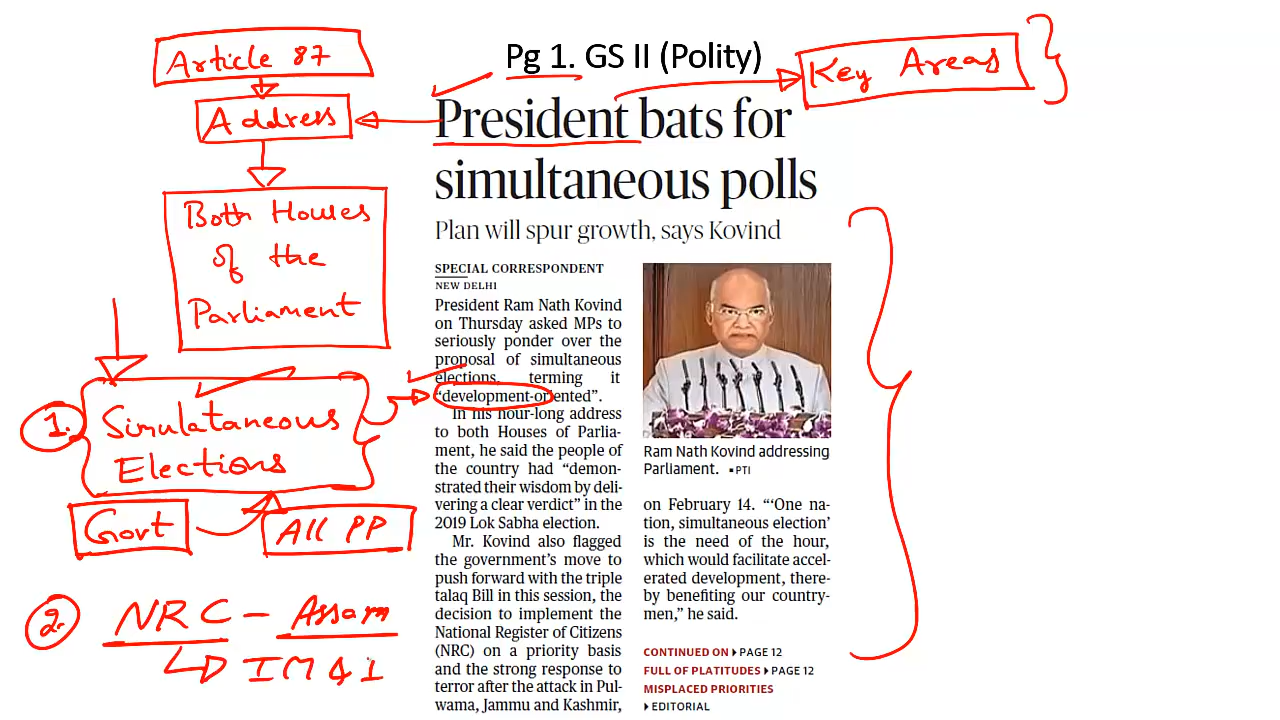 Pg 1. GS II (Polity)
Article 87
Key Areas
Address
Both Houses
of the
Parliament
1. Simulataneous
Elections
Govt
All PP
2. NRC - Assam
President bats for
simultaneous polls
Plan will spur growth, says Kovind
SPECIAL CORRESPONDENT
NEW DELHI
President Ram Nath Kovind
on Thursday asked MPs to
seriously ponder over the
proposal of simultaneous
elections, terming it
“development-oriented”.
In his hour-long address
to both Houses of Parlia-
ment, he said the people of
the country had “demon-
strated their wisdom by deli-
vering a clear verdict” in the
2019 Lok Sabha election.
Mr. Kovind also flagged
the government’s move to
push forward with the triple
talaq Bill in this session, the
decision to implement the
National Register of Citizens
(NRC) on a priority basis
and the strong response to
terror after the attack in Pul-
wama, Jammu and Kashmir,
Ram Nath Kovind addressing
Parliament. ▪PTI
on February 14. “‘One na-
tion, simultaneous election’
is the need of the hour,
which would facilitate accel-
erated development, there-
by benefiting our country-
men,” he said.
CONTINUED ON ▶ PAGE 12
FULL OF PLATITUDES ▶ PAGE 12
MISPLACED PRIORITIES
▶ EDITORIAL